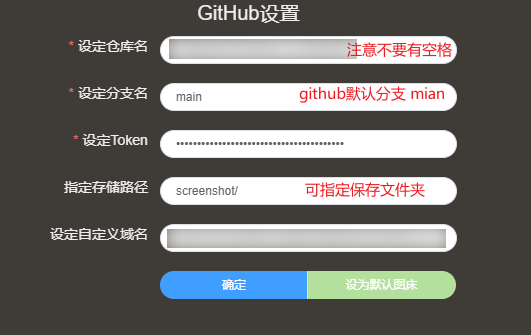 GitHub设置
* 设定仓库名 注意不要有空格
* 设定分支名 main github默认分支 mian
* 设定Token ••••••••••••••••••••••••••••••••••••••••
指定存储路径 screenshot/ 可指定保存文件夹
设定自定义域名
确定 设为默认图床